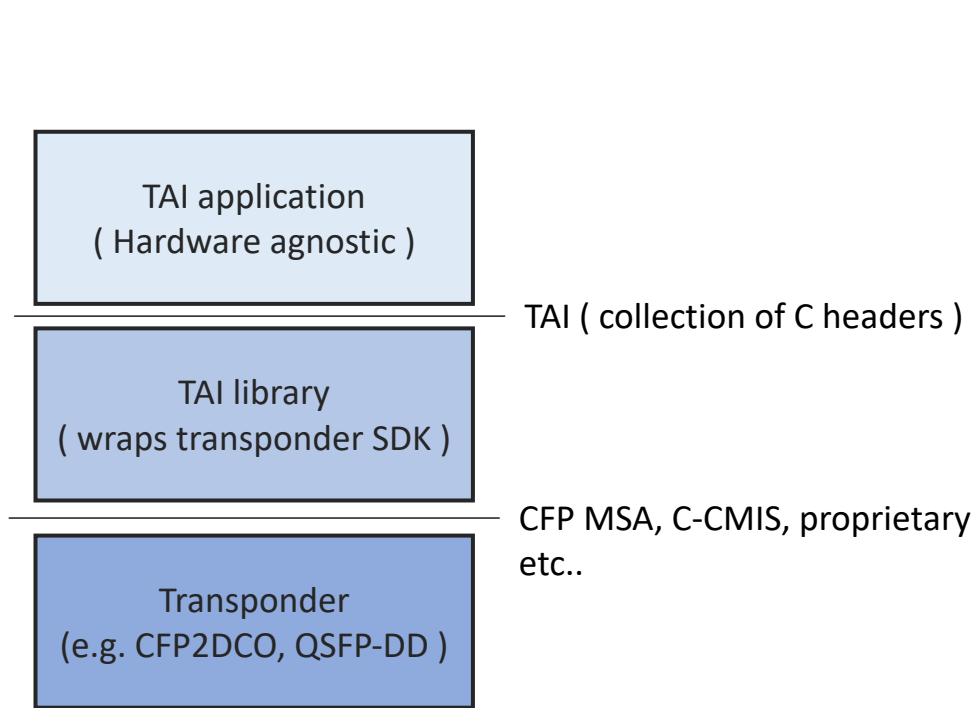 TAI application
( Hardware agnostic )
TAI ( collection of C headers )
TAI library
( wraps transponder SDK )
CFP MSA, C-CMIS, proprietary
etc..
Transponder
(e.g. CFP2DCO, QSFP-DD )